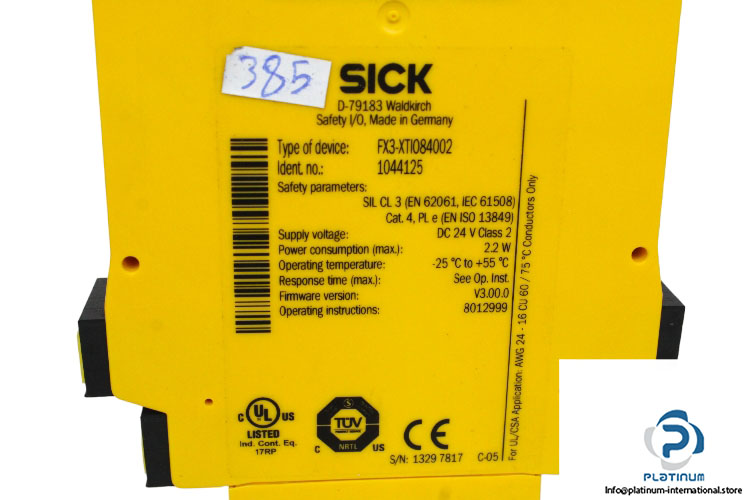 385
SICK
D-79183 Waldkirch
Safety I/O, Made in Germany
Type of device: FX3-XTIO84002
Ident. no.: 1044125
Safety parameters:
SIL CL 3 (EN 62061, IEC 61508)
Cat. 4, PL e (EN ISO 13849)
Supply voltage: DC 24 V Class 2
Power consumption (max.): 2.2 W
Operating temperature: -25 °C to +55 °C
Response time (max.): See Op. Inst.
Firmware version: V3.00.0
Operating instructions: 8012999
For UL/CSA Application: AWG 24 - 16 CU 60 / 75 °C Conductors Only
C UL US
LISTED
Ind. Cont. Eq.
17RP
TÜV
NRTL
C US
CE
S/N: 1329 7817 C-05
PLATINUM
INTERNATIONAL
Info@platinum-international.store